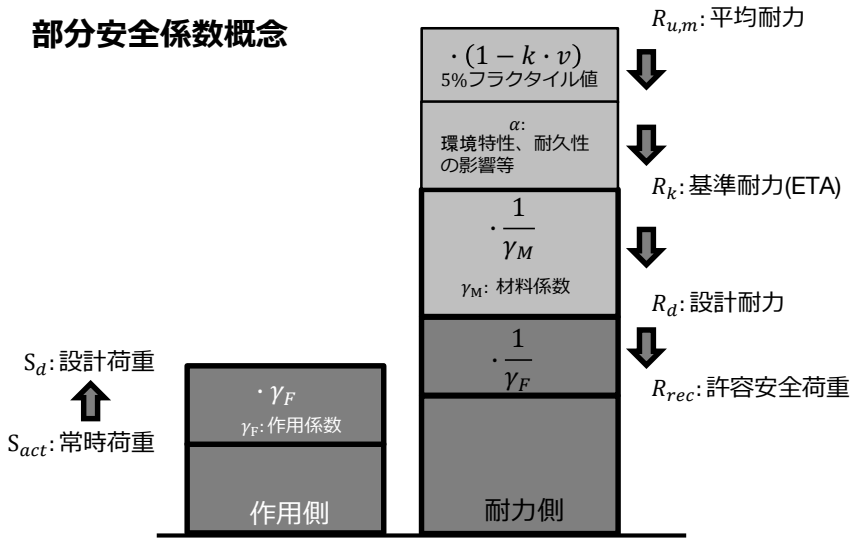 部分安全係数概念
R_{u,m}: 平均耐力
· (1 − k · v)
5%フラクタイル値
α:
環境特性、耐久性
の影響等
R_k: 基準耐力(ETA)
· 1/γ_M
γ_M: 材料係数
R_d: 設計耐力
· 1/γ_F
R_{rec}: 許容安全荷重
S_d: 設計荷重
S_{act}: 常時荷重
· γ_F
γ_F: 作用係数
作用側
耐力側